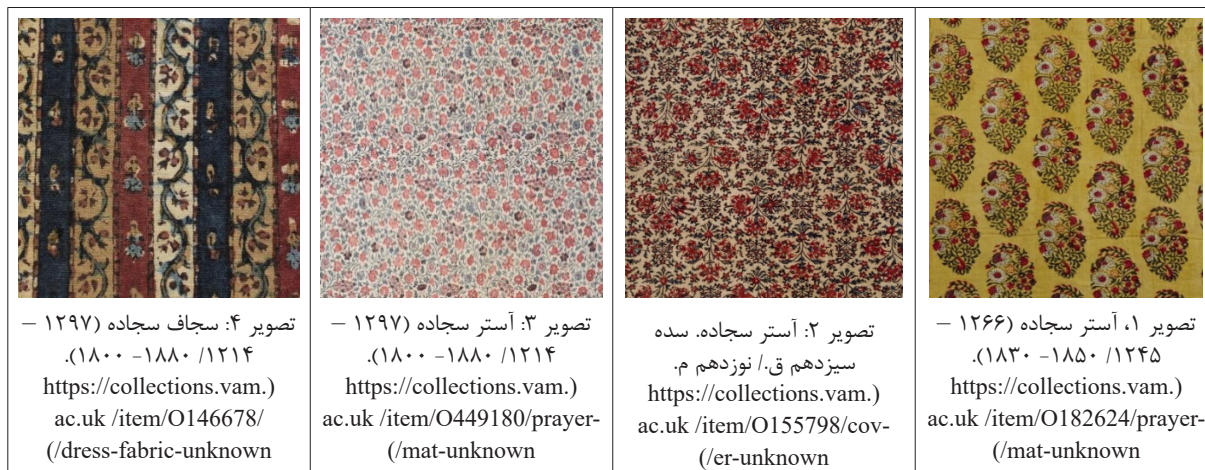 تصویر ۱، آستر سجاده (۱۲۶۶ –
۱۲۴۵/ ۱۸۵۰- ۱۸۳۰).
(https://collections.vam.
ac.uk /item/O182624/prayer-
mat-unknown/)
تصویر ۲: آستر سجاده. سده
سیزدهم ق./ نوزدهم م.
(https://collections.vam.
ac.uk /item/O155798/cov-
er-unknown/)
تصویر ۳: آستر سجاده (۱۲۹۷ –
۱۲۱۴/ ۱۸۸۰- ۱۸۰۰).
(https://collections.vam.
ac.uk /item/O449180/prayer-
mat-unknown/)
تصویر ۴: سجاف سجاده (۱۲۹۷ –
۱۲۱۴/ ۱۸۸۰- ۱۸۰۰).
(https://collections.vam.
ac.uk /item/O146678/
dress-fabric-unknown/)